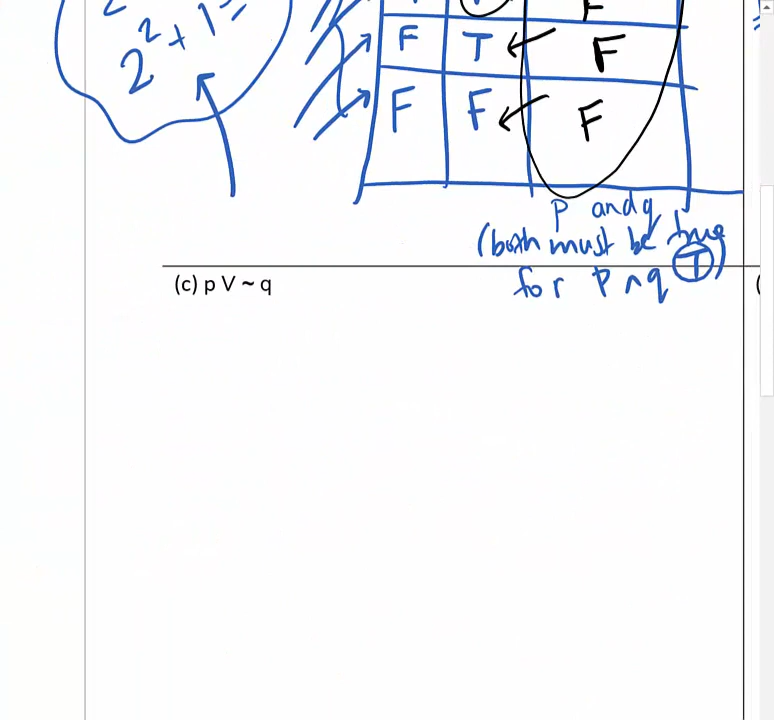 2² + 1 =
F
F T F
F F F
p and q
(both must be true
for P ∧ q (T))
(c) p V ~ q
(